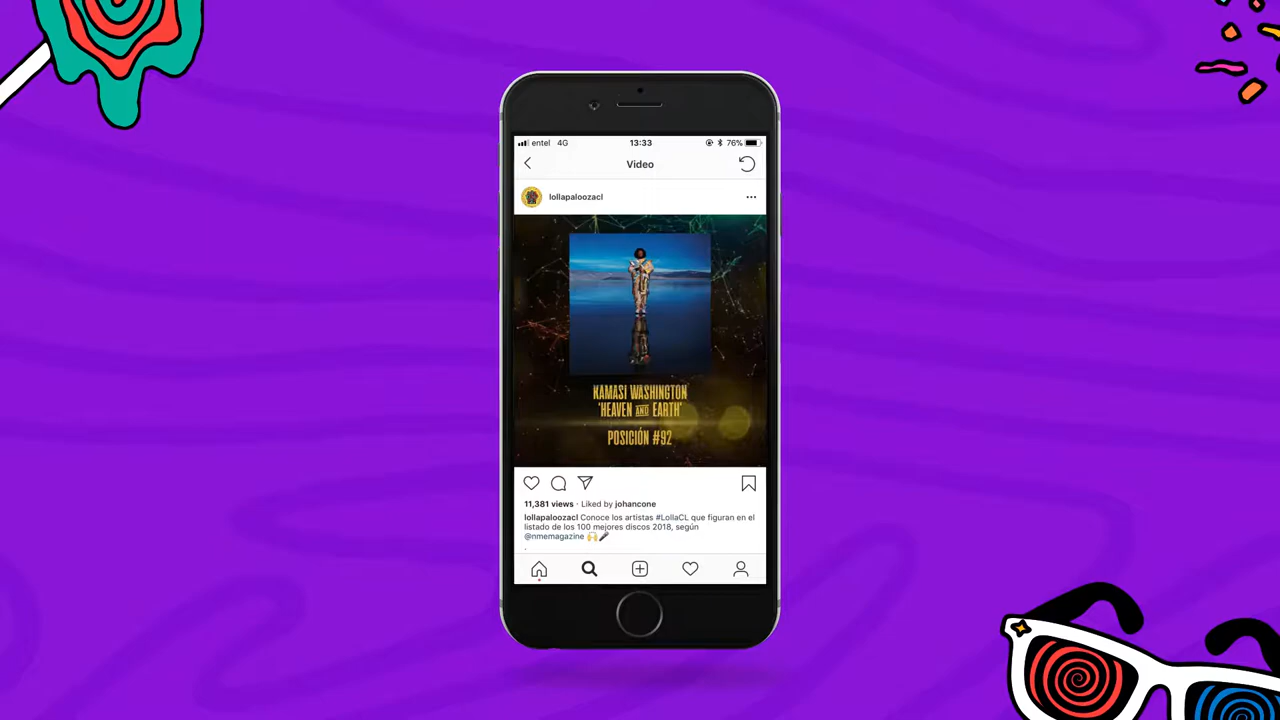 entel 4G 13:33 76%
Video
lollapaloozacl
KAMASI WASHINGTON
'HEAVEN AND EARTH'
POSICIÓN #92
11,381 views · Liked by johancone
lollapaloozacl Conoce los artistas #LollaCL que figuran en el
listado de los 100 mejores discos 2018, según
@nmemagazine 🙌🎤
.